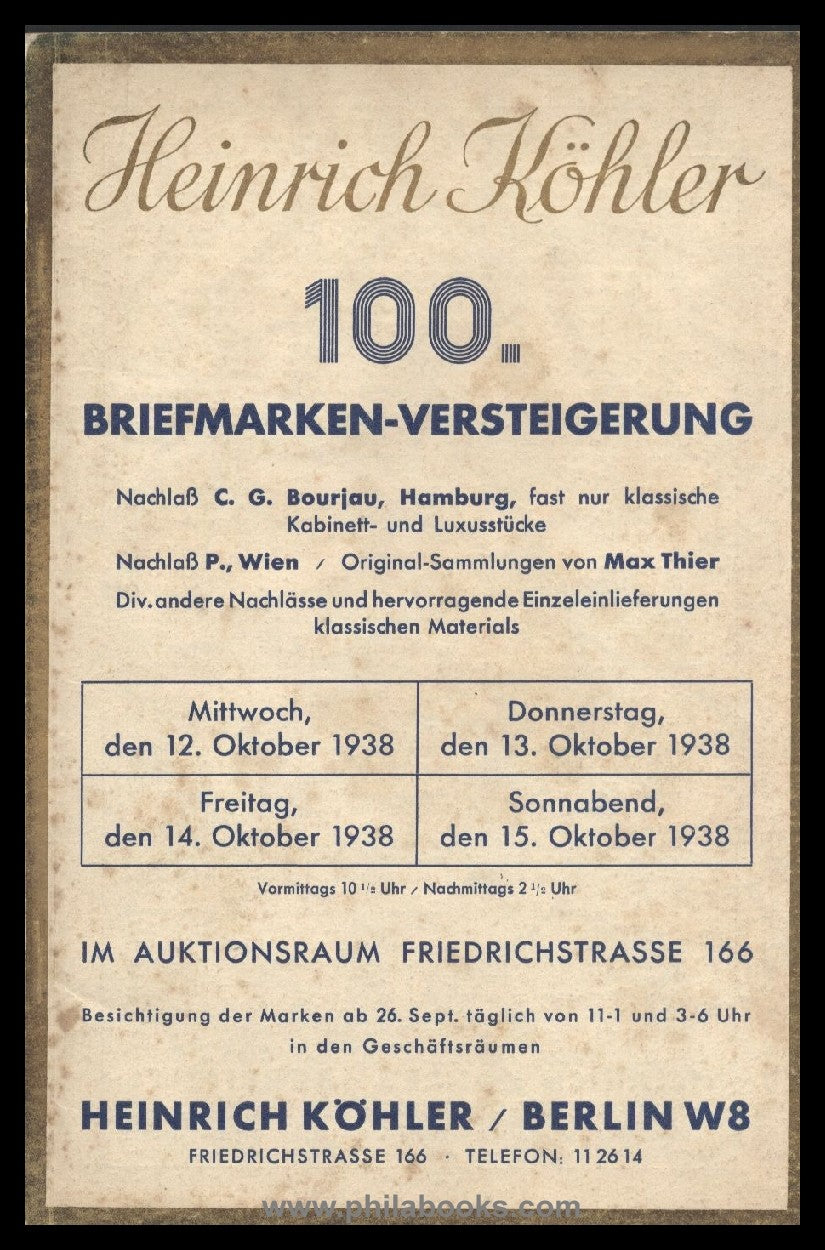 Heinrich Köhler
100.
BRIEFMARKEN-VERSTEIGERUNG
Nachlaß C. G. Bourjau, Hamburg, fast nur klassische
Kabinett- und Luxusstücke
Nachlaß P., Wien / Original-Sammlungen von Max Thier
Div. andere Nachlässe und hervorragende Einzeleinlieferungen
klassischen Materials
Mittwoch,
den 12. Oktober 1938
Donnerstag,
den 13. Oktober 1938
Freitag,
den 14. Oktober 1938
Sonnabend,
den 15. Oktober 1938
Vormittags 10 1/2 Uhr / Nachmittags 2 1/2 Uhr
IM AUKTIONSRAUM FRIEDRICHSTRASSE 166
Besichtigung der Marken ab 26. Sept. täglich von 11-1 und 3-6 Uhr
in den Geschäftsräumen
HEINRICH KÖHLER / BERLIN W8
FRIEDRICHSTRASSE 166 · TELEFON: 112614
www.philabooks.com